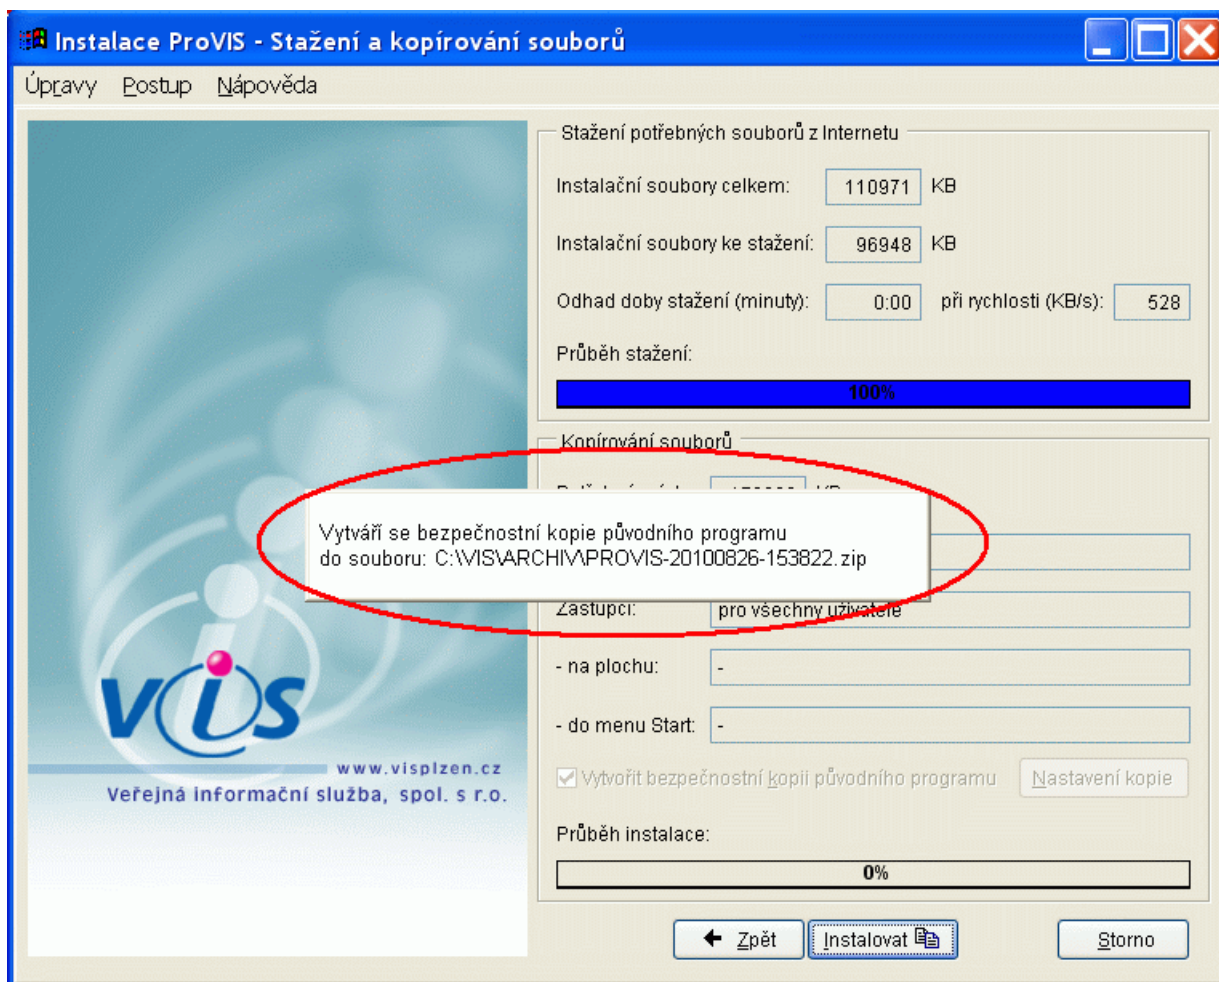 Instalace ProVIS - Stažení a kopírování souborů
Úpravy Postup Nápověda
Stažení potřebných souborů z Internetu
Instalační soubory celkem: 110971 KB
Instalační soubory ke stažení: 96948 KB
Odhad doby stažení (minuty): 0:00 při rychlosti (KB/s): 528
Průběh stažení:
100%
Kopírování souborů
Vytváří se bezpečnostní kopie původního programu
do souboru: C:\VIS\ARCHIV\PROVIS-20100826-153822.zip
Zástupci: pro všechny uživatele
- na plochu: -
- do menu Start: -
Vytvořit bezpečnostní kopii původního programu Nastavení kopie
Průběh instalace:
0%
Zpět Instalovat Storno
vis
www.visplzen.cz
Veřejná informační služba, spol. s r.o.